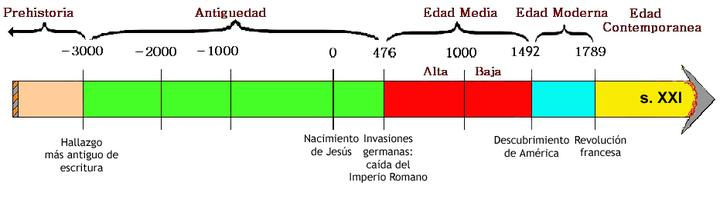 Prehistoria
Antiguedad
Edad Media
Edad Moderna
Edad
Contemporanea
-3000
-2000
-1000
0
476
1000
1492
1789
Alta
Baja
s. XXI
Hallazgo
más antiguo de
escritura
Nacimiento
de Jesús
Invasiones
germanas:
caída del
Imperio Romano
Descubrimiento
de América
Revolución
francesa